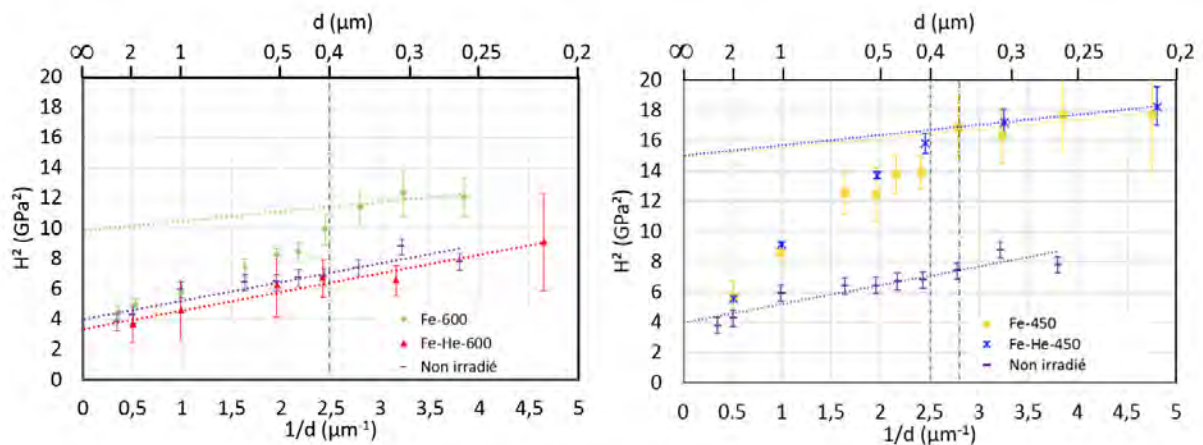 d (µm)
∞ 2 1 0,5 0,4 0,3 0,25 0,2
20
18
16
14
12
10
8
6
4
2
0
H² (GPa²)
Fe-600
Fe-He-600
Non irradié
0 0,5 1 1,5 2 2,5 3 3,5 4 4,5 5
1/d (µm⁻¹)
d (µm)
∞ 2 1 0,5 0,4 0,3 0,25 0,2
20
18
16
14
12
10
8
6
4
2
0
H² (GPa²)
Fe-450
Fe-He-450
Non irradié
0 0,5 1 1,5 2 2,5 3 3,5 4 4,5 5
1/d (µm⁻¹)